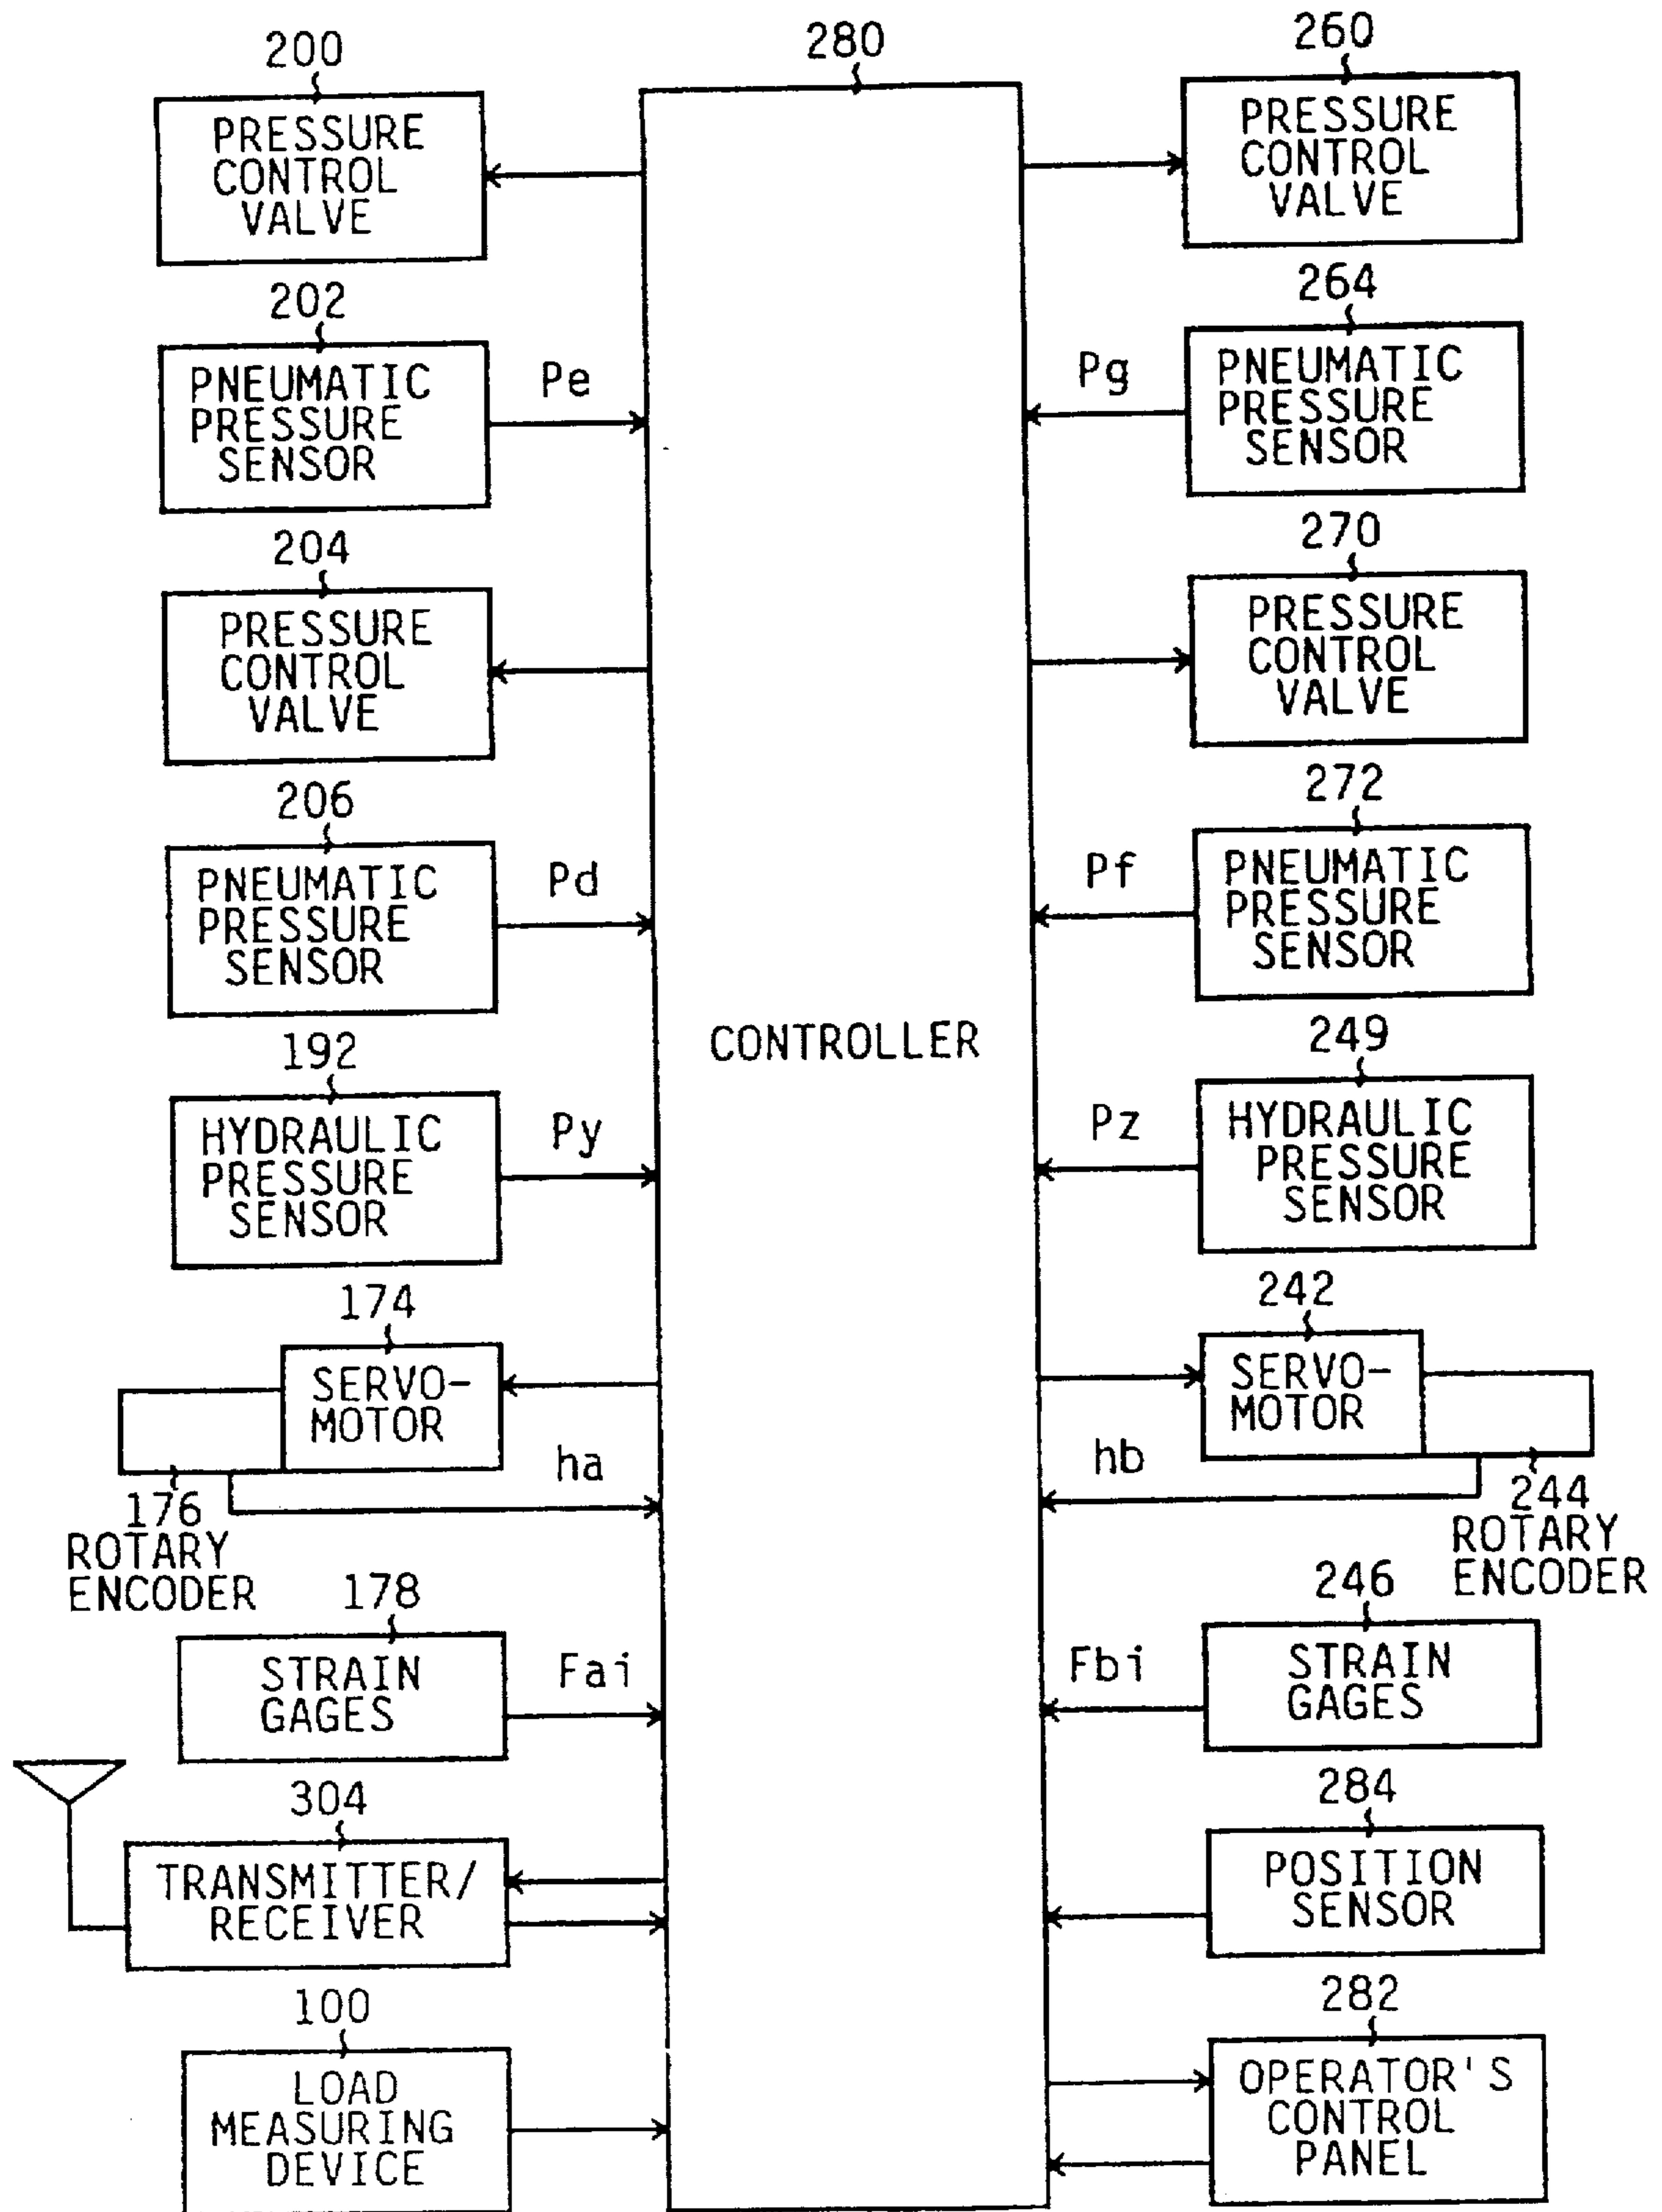 200
PRESSURE
CONTROL
VALVE
202
PNEUMATIC
PRESSURE
SENSOR
Pe
204
PRESSURE
CONTROL
VALVE
206
PNEUMATIC
PRESSURE
SENSOR
Pd
192
HYDRAULIC
PRESSURE
SENSOR
Py
174
SERVO-
MOTOR
ha
176
ROTARY
ENCODER
178
STRAIN
GAGES
Fai
304
TRANSMITTER/
RECEIVER
100
LOAD
MEASURING
DEVICE
280
CONTROLLER
260
PRESSURE
CONTROL
VALVE
264
PNEUMATIC
PRESSURE
SENSOR
Pg
270
PRESSURE
CONTROL
VALVE
272
PNEUMATIC
PRESSURE
SENSOR
Pf
249
HYDRAULIC
PRESSURE
SENSOR
Pz
242
SERVO-
MOTOR
hb
244
ROTARY
ENCODER
246
STRAIN
GAGES
Fbi
284
POSITION
SENSOR
282
OPERATOR'S
CONTROL
PANEL